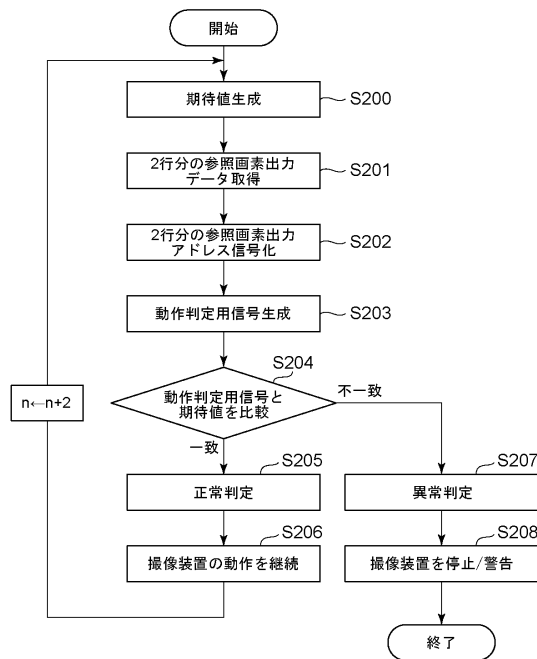 開始
期待値生成
S200
2行分の参照画素出力
データ取得
S201
2行分の参照画素出力
アドレス信号化
S202
動作判定用信号生成
S203
S204
動作判定用信号と
期待値を比較
不一致
一致
n←n+2
S205
正常判定
S207
異常判定
S206
撮像装置の動作を継続
S208
撮像装置を停止/警告
終了